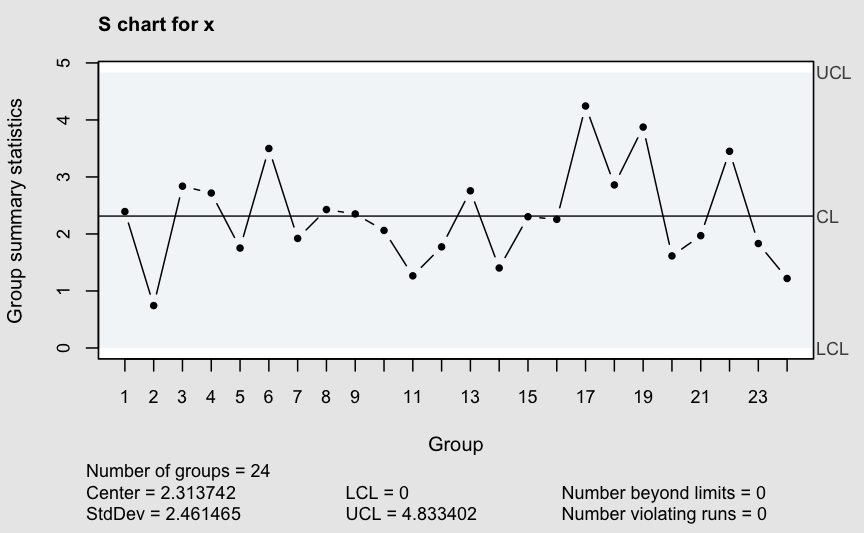 S chart for x
Group summary statistics
5
4
3
2
1
0
UCL
CL
LCL
1 2 3 4 5 6 7 8 9 11 13 15 17 19 21 23
Group
Number of groups = 24
Center = 2.313742 LCL = 0 Number beyond limits = 0
StdDev = 2.461465 UCL = 4.833402 Number violating runs = 0